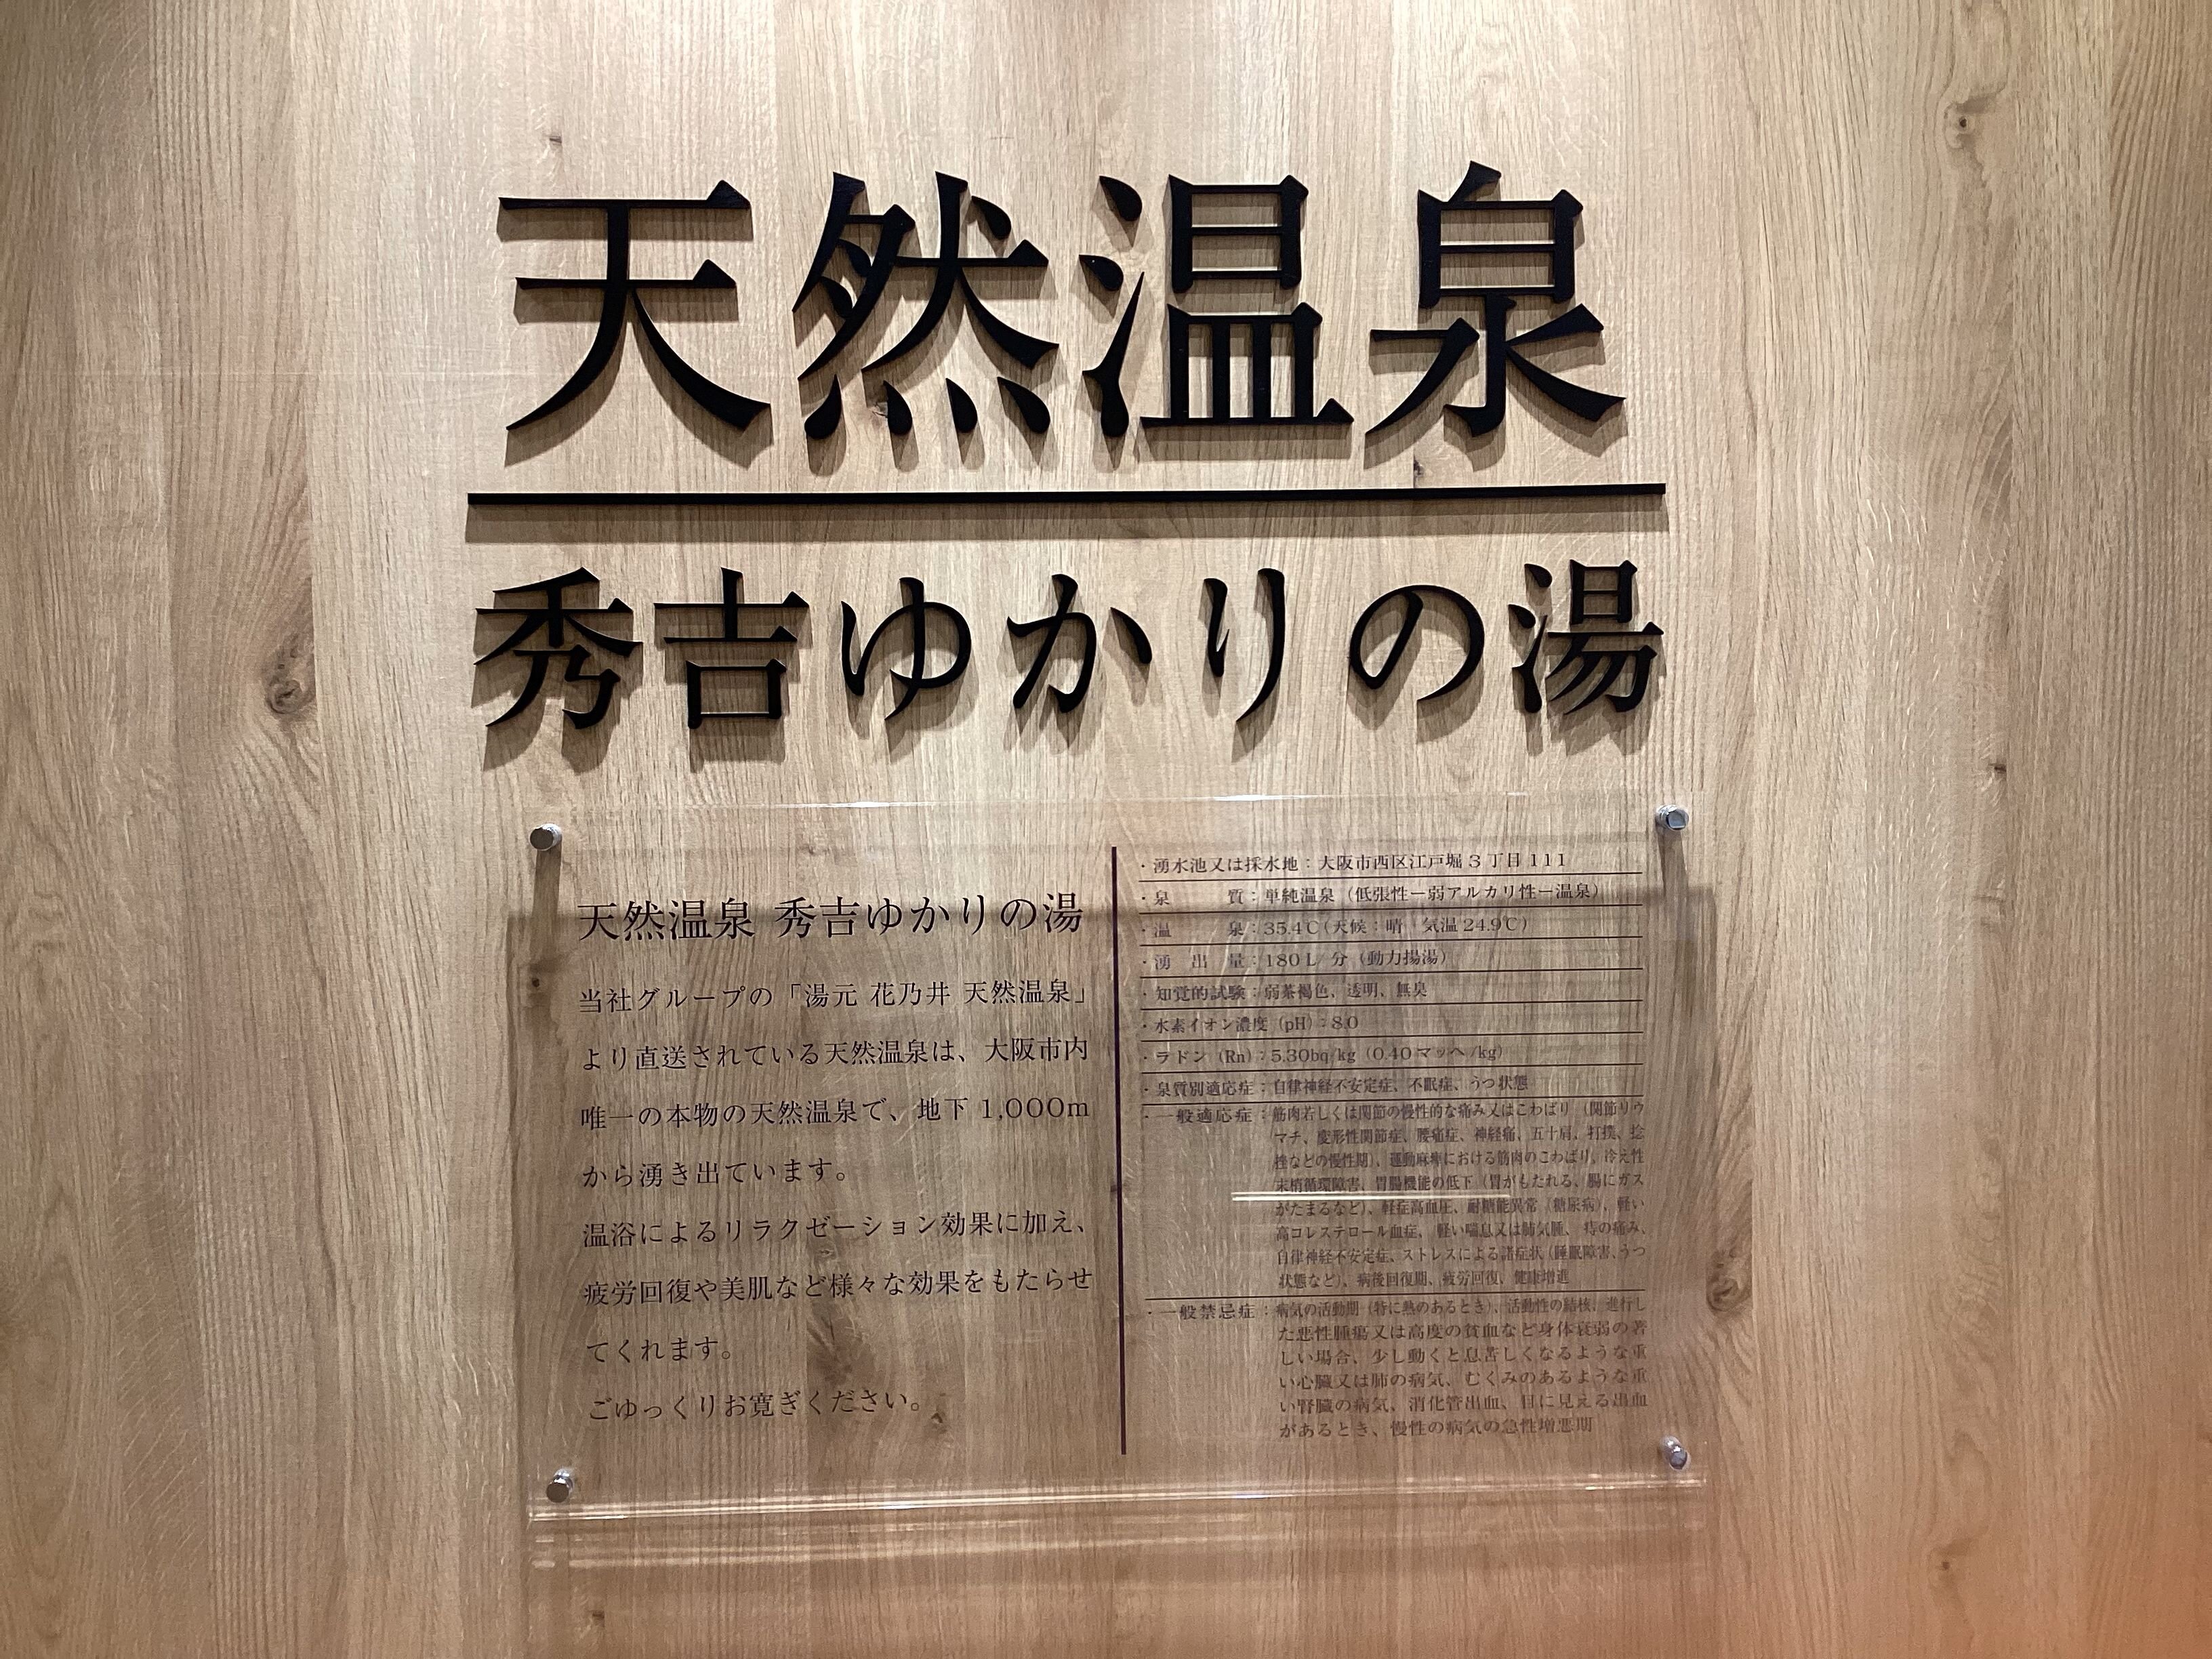 天然温泉
秀吉ゆかりの湯
天然温泉 秀吉ゆかりの湯
当社グループの「湯元 花乃井 天然温泉」
より直送されている天然温泉は、大阪市内
唯一の本物の天然温泉で、地下 1,000m
から湧き出ています。
温浴によるリラクゼーション効果に加え、
疲労回復や美肌など様々な効果をもたらせ
てくれます。
ごゆっくりお寛ぎください。
・湧水池又は採水地：大阪市西区江戸堀3丁目111
・泉 質：単純温泉（低張性ー弱アルカリ性ー温泉）
・温 泉：35.4℃(天候：晴 気温24.9℃)
・湧 出 量：180L/分（動力揚湯）
・知覚的試験：弱茶褐色、透明、無臭
・水素イオン濃度（pH）：8.0
・ラドン（Rn）：5.30bq/kg（0.40マッヘ/kg）
・泉質別適応症：自律神経不安定症、不眠症、うつ状態
・一般適応症：筋肉若しくは関節の慢性的な痛み又はこわばり（関節リウ
マチ、変形性関節症、腰痛症、神経痛、五十肩、打撲、捻
挫などの慢性期）、運動麻痺における筋肉のこわばり、冷え性
末梢循環障害、胃腸機能の低下（胃がもたれる、腸にガス
がたまるなど）、軽症高血圧、耐糖能異常（糖尿病）、軽い
高コレステロール血症、軽い喘息又は肺気腫、痔の痛み、
自律神経不安定症、ストレスによる諸症状（睡眠障害、うつ
状態など）、病後回復期、疲労回復、健康増進
・一般禁忌症：病気の活動期（特に熱のあるとき）、活動性の結核、進行し
た悪性腫瘍又は高度の貧血など身体衰弱の著
しい場合、少し動くと息苦しくなるような重
い心臓又は肺の病気、むくみのあるような重
い腎臓の病気、消化管出血、目に見える出血
があるとき、慢性の病気の急性増悪期